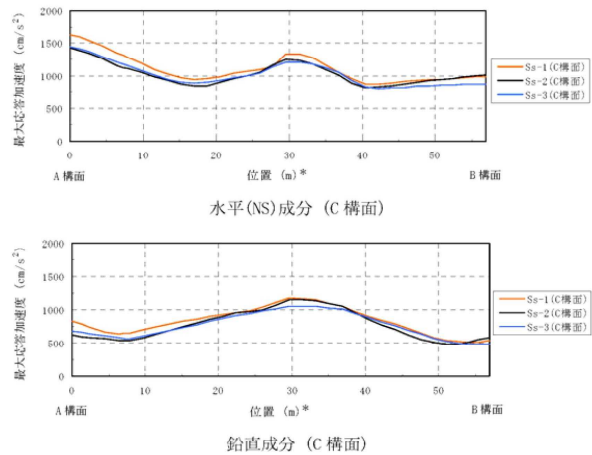 最大応答加速度 (cm/s²)
2000
1500
1000
500
0
0 10 20 30 40 50
A構面 位置 (m)* B構面
Ss-1(C構面)
Ss-2(C構面)
Ss-3(C構面)
水平(NS)成分 (C構面)
最大応答加速度 (cm/s²)
2000
1500
1000
500
0
0 10 20 30 40 50
A構面 位置 (m)* B構面
Ss-1(C構面)
Ss-2(C構面)
Ss-3(C構面)
鉛直成分 (C構面)